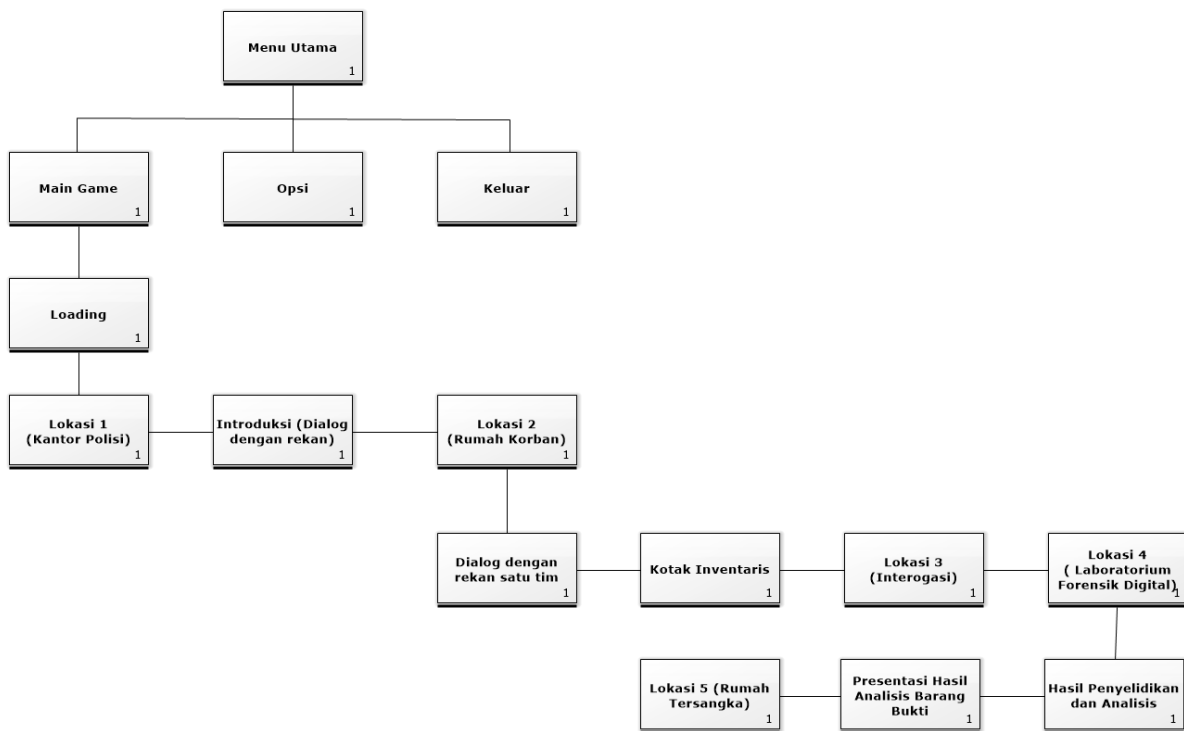 Menu Utama
1
Main Game
1
Opsi
1
Keluar
1
Loading
1
Lokasi 1
(Kantor Polisi)
1
Introduksi (Dialog
dengan rekan)
1
Lokasi 2
(Rumah Korban)
1
Dialog dengan
rekan satu tim
1
Kotak Inventaris
1
Lokasi 3
(Interogasi)
1
Lokasi 4
( Laboratorium
Forensik Digital)
1
Lokasi 5 (Rumah
Tersangka)
1
Presentasi Hasil
Analisis Barang
Bukti
1
Hasil Penyelidikan
dan Analisis
1